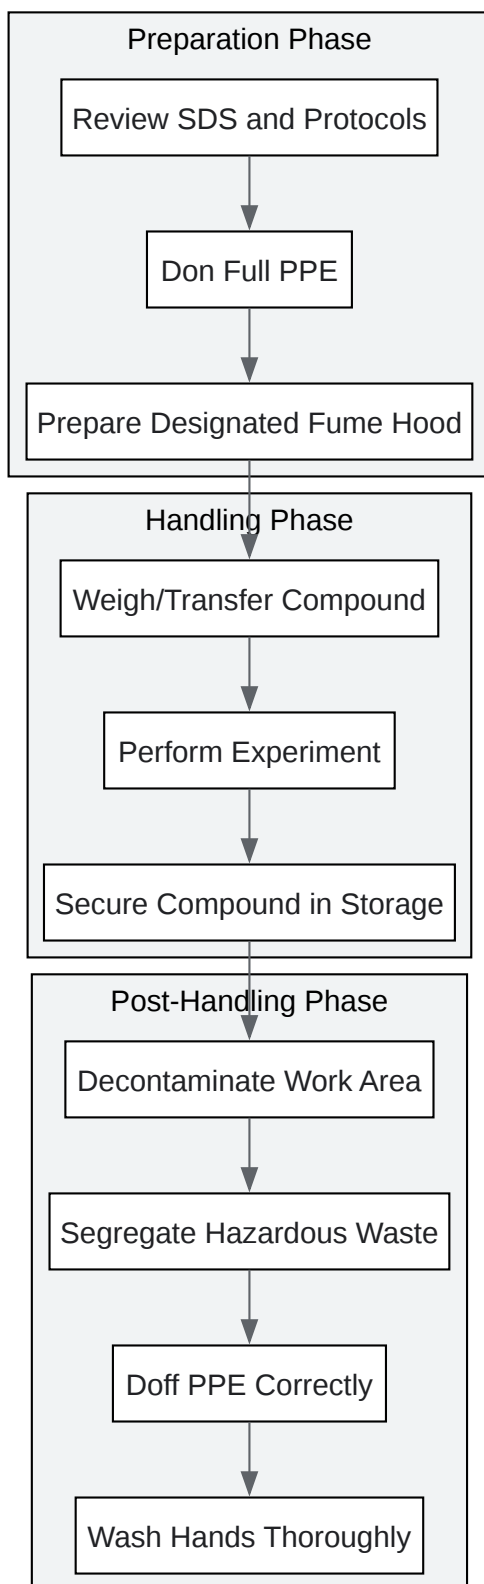 Preparation Phase
Review SDS and Protocols
Don Full PPE
Prepare Designated Fume Hood
Handling Phase
Weigh/Transfer Compound
Perform Experiment
Secure Compound in Storage
Post-Handling Phase
Decontaminate Work Area
Segregate Hazardous Waste
Doff PPE Correctly
Wash Hands Thoroughly